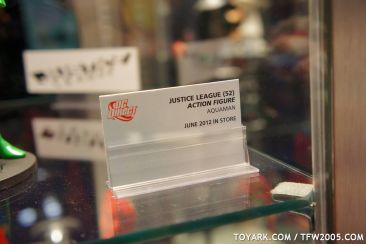 DC DIRECT
JUSTICE LEAGUE (52)
ACTION FIGURE
AQUAMAN
JUNE 2012 IN STORE
TOYARK.COM / TFW2005.COM